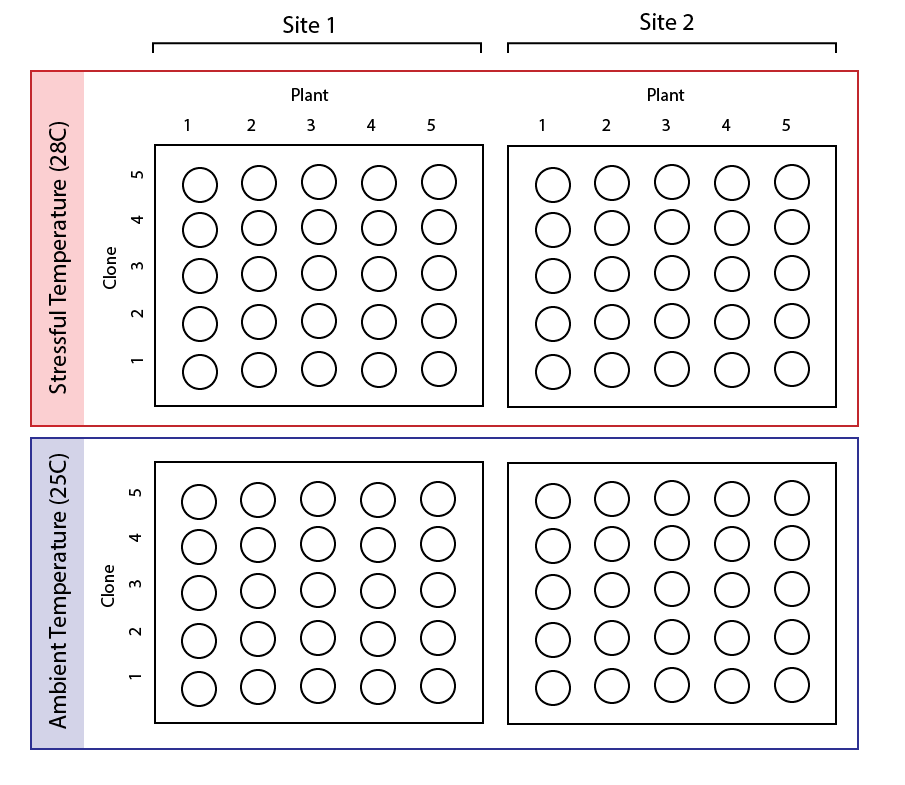 Site 1
Site 2
Stressful Temperature (28C)
Plant
1 2 3 4 5
Plant
1 2 3 4 5
Clone
5
4
3
2
1
Ambient Temperature (25C)
Clone
5
4
3
2
1